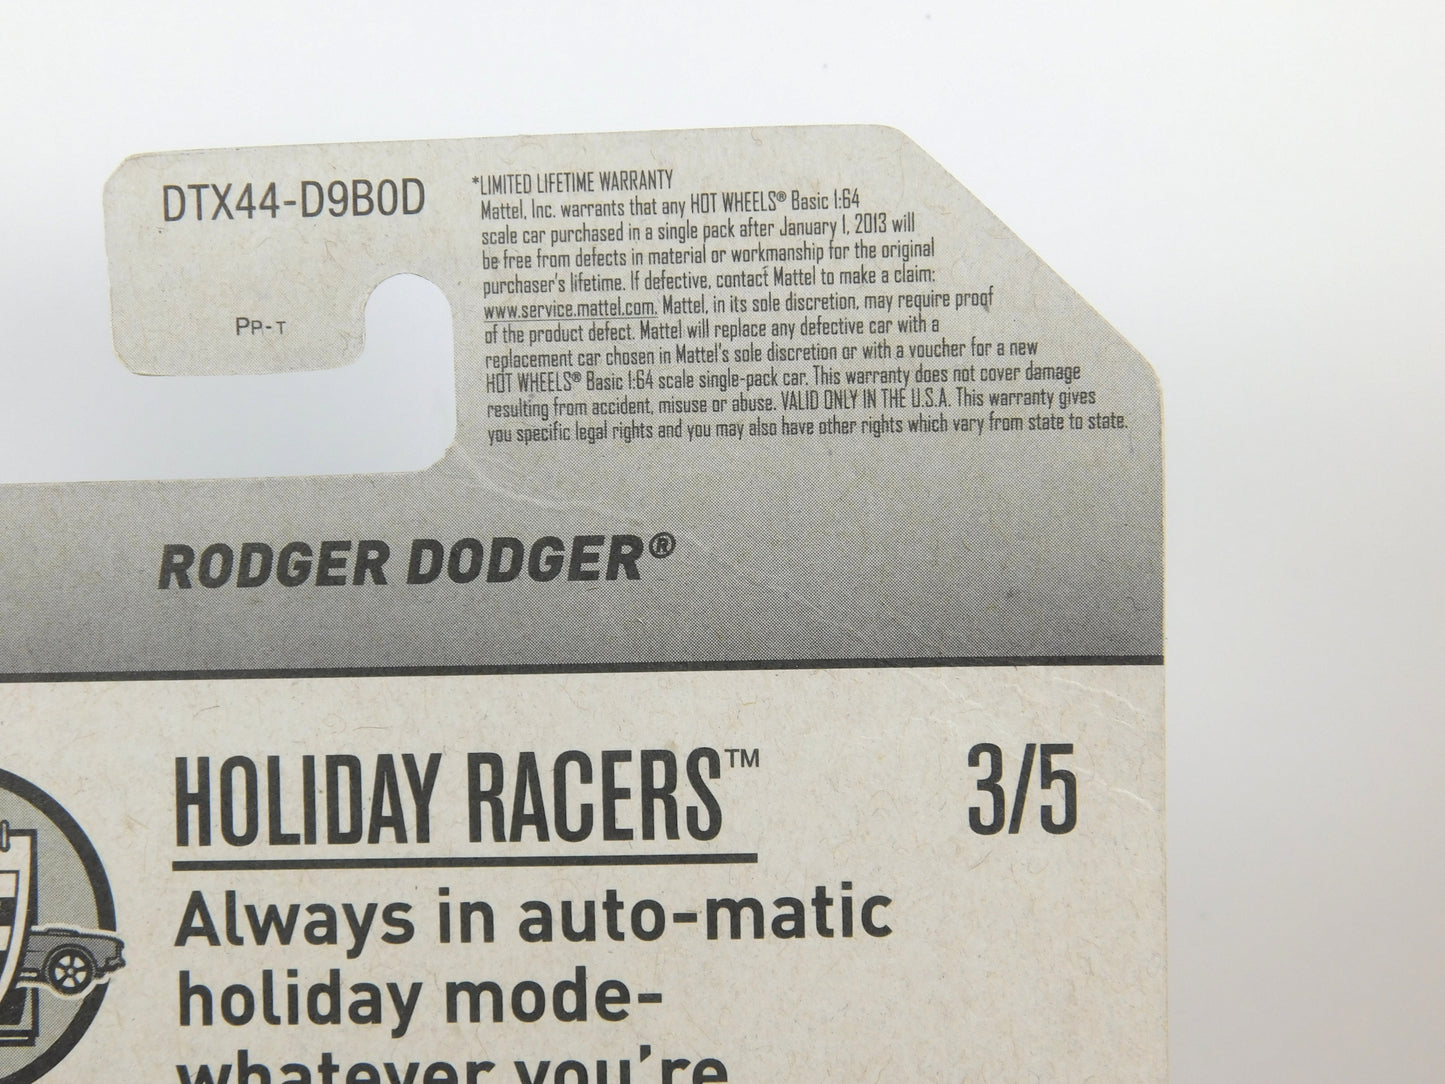 DTX44-D9B0D
PP-T
*LIMITED LIFETIME WARRANTY
Mattel, Inc. warrants that any HOT WHEELS® Basic 1:64
scale car purchased in a single pack after January 1, 2013 will
be free from defects in material or workmanship for the original
purchaser's lifetime. If defective, contact Mattel to make a claim:
www.service.mattel.com. Mattel, in its sole discretion, may require proof
of the product defect. Mattel will replace any defective car with a
replacement car chosen in Mattel's sole discretion or with a voucher for a new
HOT WHEELS® Basic 1:64 scale single-pack car. This warranty does not cover damage
resulting from accident, misuse or abuse. VALID ONLY IN THE U.S.A. This warranty gives
you specific legal rights and you may also have other rights which vary from state to state.
RODGER DODGER®
HOLIDAY RACERS™ 3/5
Always in auto-matic
holiday mode-
whatever you're